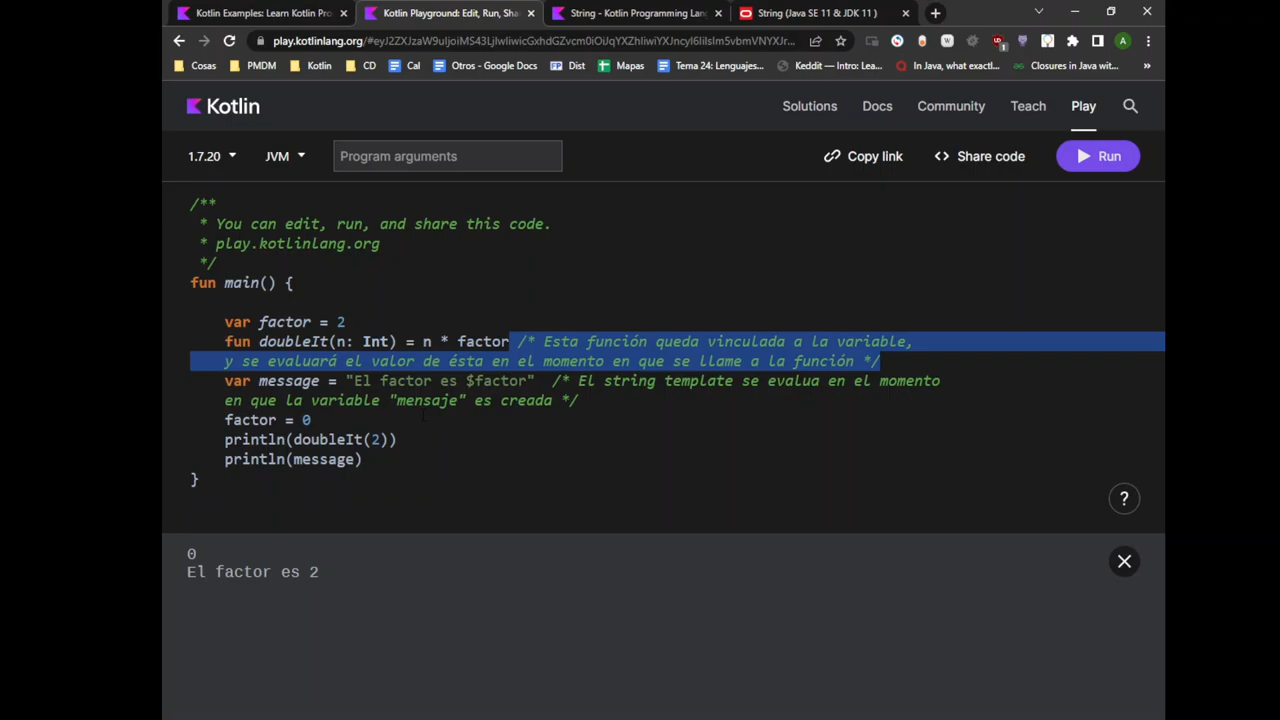 Kotlin Examples: Learn Kotlin Pro
Kotlin Playground: Edit, Run, Sha
String - Kotlin Programming Lang
String (Java SE 11 & JDK 11 )
Cosas
PMDM
Kotlin
CD
Cal
Otros - Google Docs
FP Dist
Mapas
Tema 24: Lenguajes...
Keddit — Intro: Lea...
In Java, what exactl...
Closures in Java wit...
»
Kotlin
Solutions
Docs
Community
Teach
Play
1.7.20
JVM
Program arguments
Copy link
Share code
Run
/**
* You can edit, run, and share this code.
* play.kotlinlang.org
*/
fun main() {
var factor = 2
fun doubleIt(n: Int) = n * factor /* Esta función queda vinculada a la variable,
y se evaluará el valor de ésta en el momento en que se llame a la función */
var message = "El factor es $factor"  /* El string template se evalua en el momento
en que la variable "mensaje" es creada */
factor = 0
println(doubleIt(2))
println(message)
}
?
0
El factor es 2